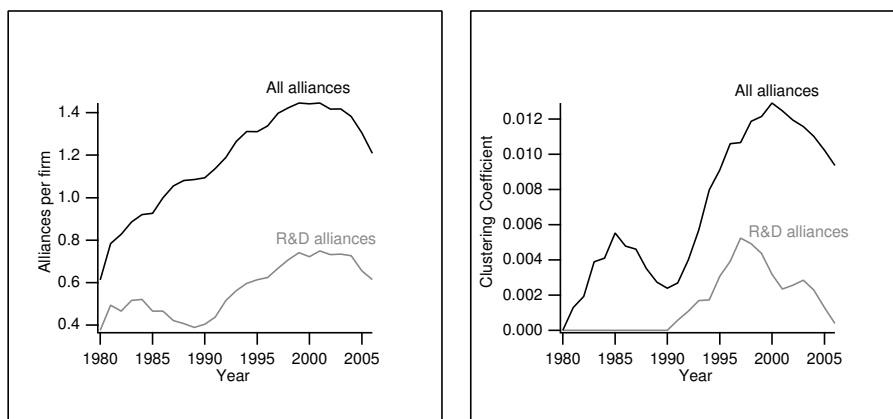 All alliances
1.4
1.2
1.0
0.8
0.6
0.4
Alliances per firm
R&D alliances
1980 1985 1990 1995 2000 2005
Year
All alliances
0.012
0.010
0.008
0.006
0.004
0.002
0.000
Clustering Coefficient
R&D alliances
1980 1985 1990 1995 2000 2005
Year